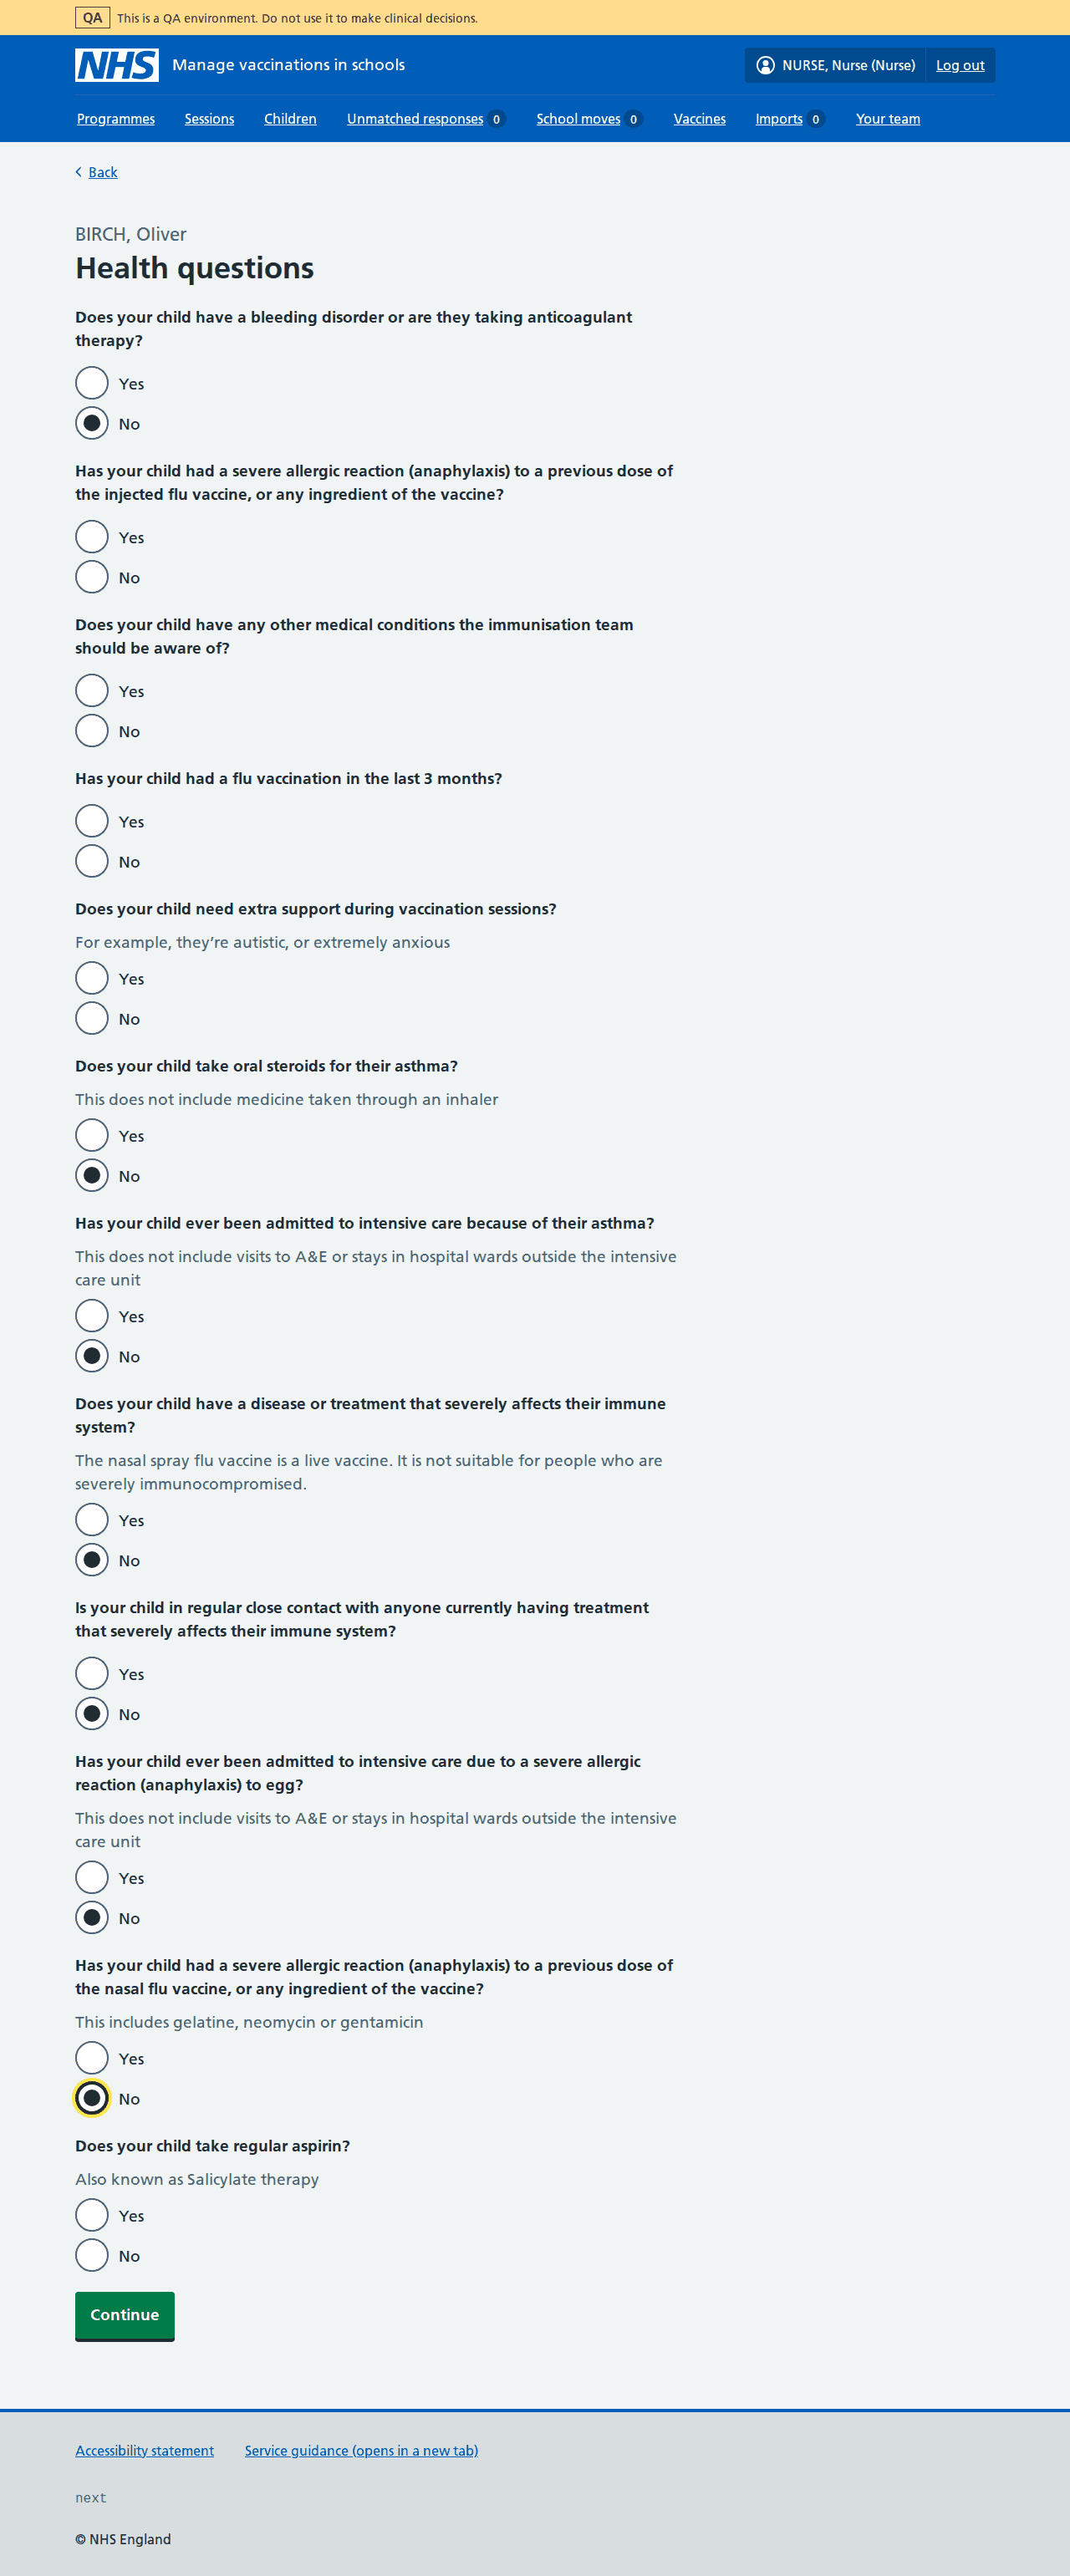 QA This is a QA environment. Do not use it to make clinical decisions.
NHS Manage vaccinations in schools NURSE, Nurse (Nurse) Log out
Programmes Sessions Children Unmatched responses 0 School moves 0 Vaccines Imports 0 Your team
Back
BIRCH, Oliver
Health questions
Does your child have a bleeding disorder or are they taking anticoagulant
therapy?
Yes
No
Has your child had a severe allergic reaction (anaphylaxis) to a previous dose of
the injected flu vaccine, or any ingredient of the vaccine?
Yes
No
Does your child have any other medical conditions the immunisation team
should be aware of?
Yes
No
Has your child had a flu vaccination in the last 3 months?
Yes
No
Does your child need extra support during vaccination sessions?
For example, they’re autistic, or extremely anxious
Yes
No
Does your child take oral steroids for their asthma?
This does not include medicine taken through an inhaler
Yes
No
Has your child ever been admitted to intensive care because of their asthma?
This does not include visits to A&E or stays in hospital wards outside the intensive
care unit
Yes
No
Does your child have a disease or treatment that severely affects their immune
system?
The nasal spray flu vaccine is a live vaccine. It is not suitable for people who are
severely immunocompromised.
Yes
No
Is your child in regular close contact with anyone currently having treatment
that severely affects their immune system?
Yes
No
Has your child ever been admitted to intensive care due to a severe allergic
reaction (anaphylaxis) to egg?
This does not include visits to A&E or stays in hospital wards outside the intensive
care unit
Yes
No
Has your child had a severe allergic reaction (anaphylaxis) to a previous dose of
the nasal flu vaccine, or any ingredient of the vaccine?
This includes gelatine, neomycin or gentamicin
Yes
No
Does your child take regular aspirin?
Also known as Salicylate therapy
Yes
No
Continue
Accessibility statement Service guidance (opens in a new tab)
next
© NHS England